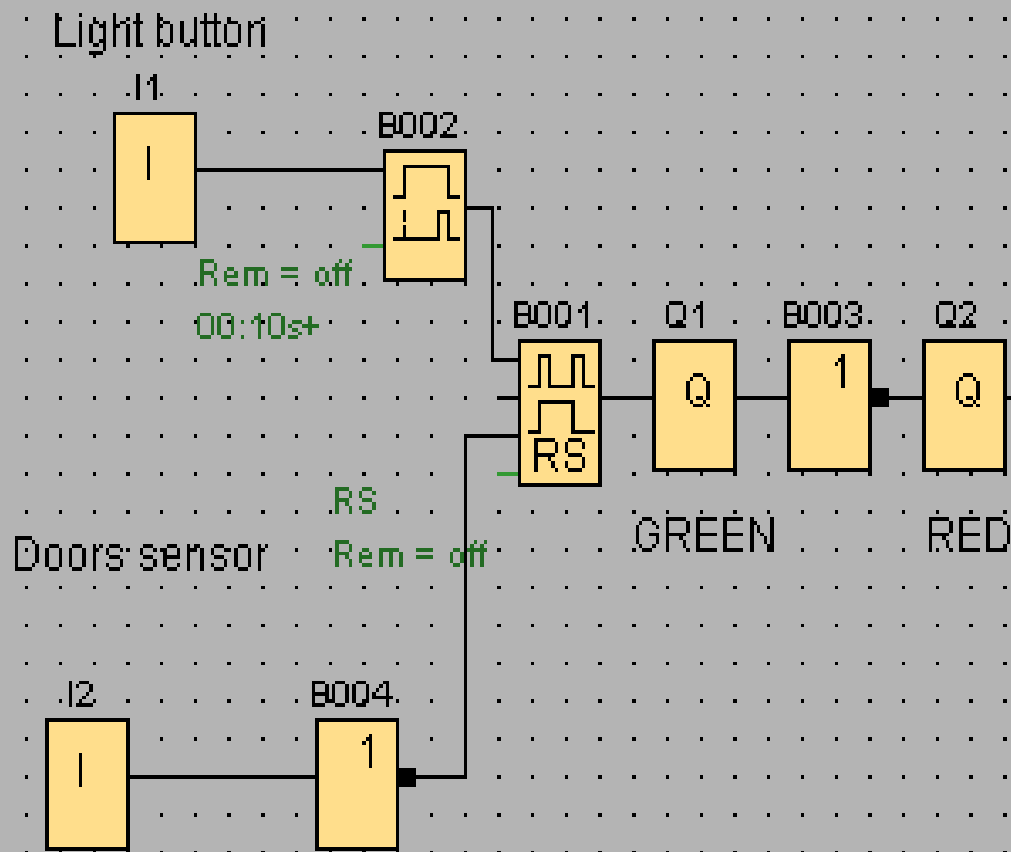 Light button
I1
B002
I
Rem = off
00:10s+
B001
Q1
B003
Q2
1
Q
Q
RS
RS
GREEN
RED
Doors sensor
Rem = off
I2
B004
1
I